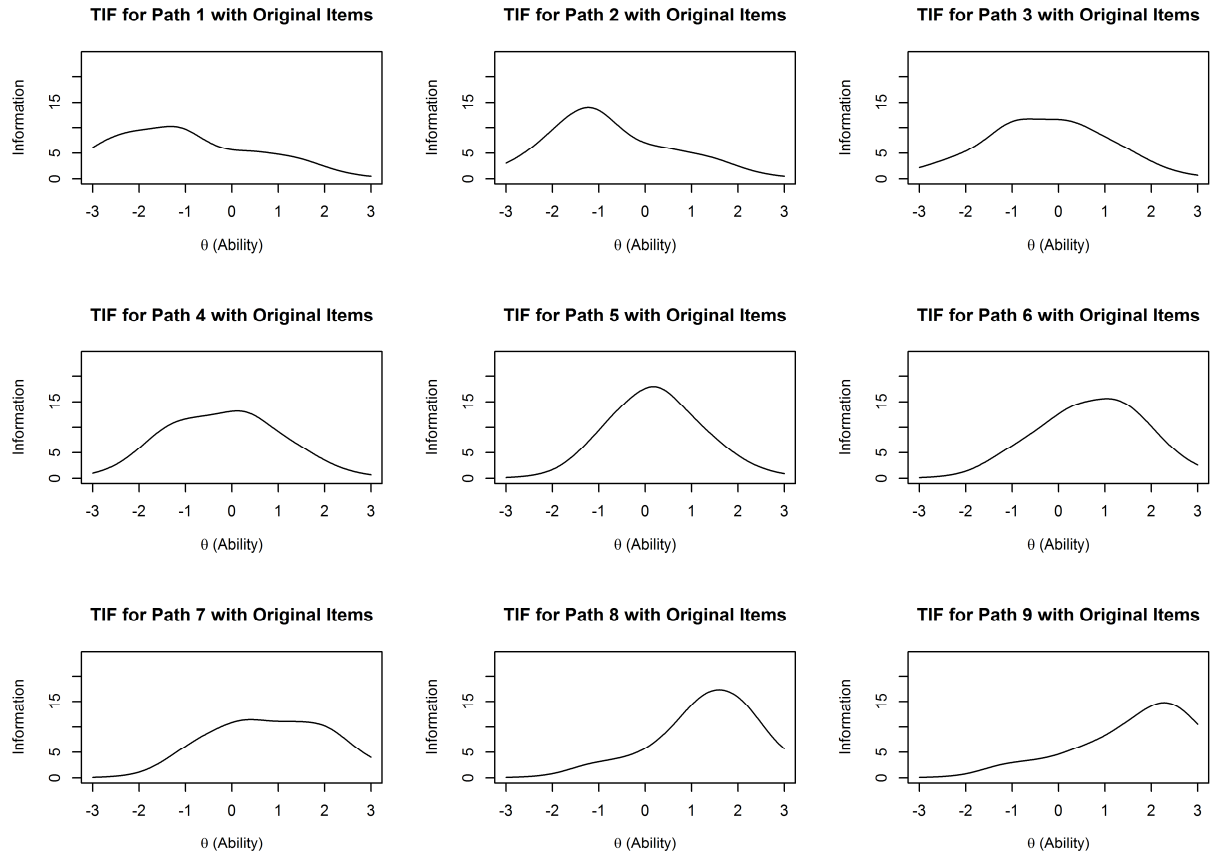 TIF for Path 1 with Original Items
Information
0 5 15
-3 -2 -1 0 1 2 3
θ (Ability)
TIF for Path 2 with Original Items
Information
0 5 15
-3 -2 -1 0 1 2 3
θ (Ability)
TIF for Path 3 with Original Items
Information
0 5 15
-3 -2 -1 0 1 2 3
θ (Ability)
TIF for Path 4 with Original Items
Information
0 5 15
-3 -2 -1 0 1 2 3
θ (Ability)
TIF for Path 5 with Original Items
Information
0 5 15
-3 -2 -1 0 1 2 3
θ (Ability)
TIF for Path 6 with Original Items
Information
0 5 15
-3 -2 -1 0 1 2 3
θ (Ability)
TIF for Path 7 with Original Items
Information
0 5 15
-3 -2 -1 0 1 2 3
θ (Ability)
TIF for Path 8 with Original Items
Information
0 5 15
-3 -2 -1 0 1 2 3
θ (Ability)
TIF for Path 9 with Original Items
Information
0 5 15
-3 -2 -1 0 1 2 3
θ (Ability)